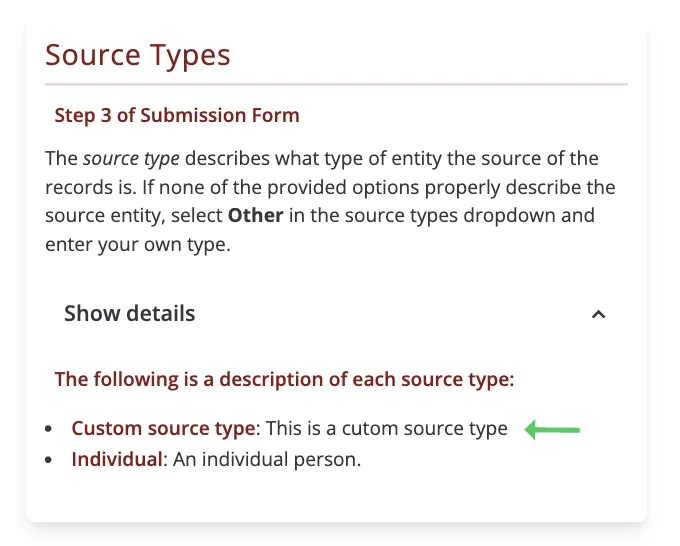 Source Types
Step 3 of Submission Form
The source type describes what type of entity the source of the
records is. If none of the provided options properly describe the
source entity, select Other in the source types dropdown and
enter your own type.
Show details
The following is a description of each source type:
• Custom source type: This is a cutom source type
• Individual: An individual person.